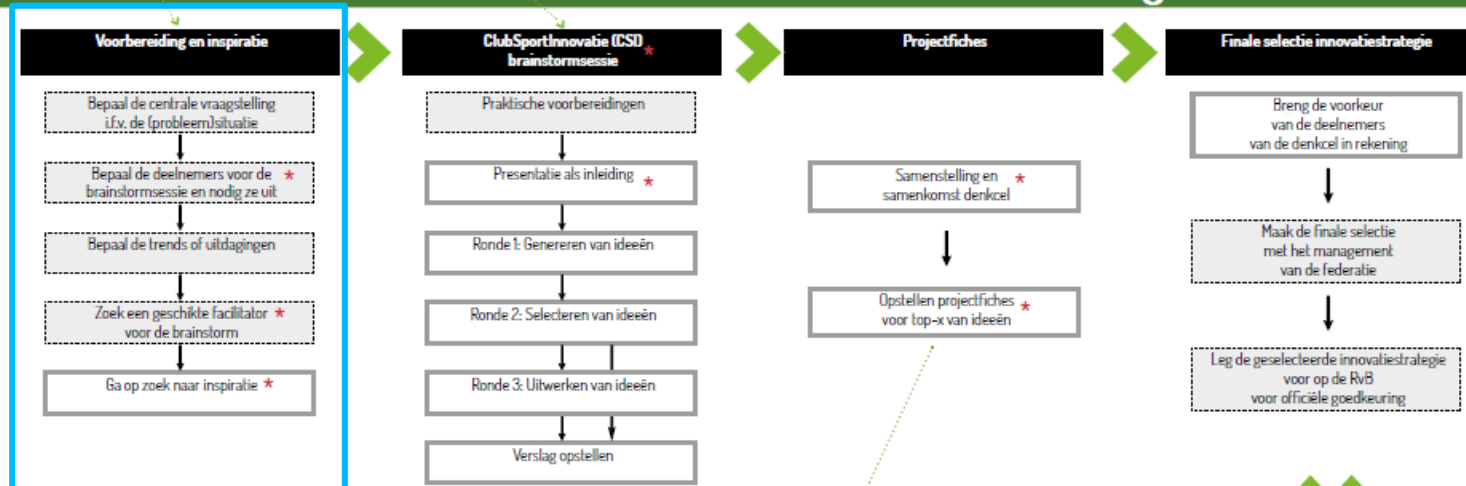 Voorbereiding en inspiratie
Bepaal de centrale vraagstelling
i.f.v. de (probleem)situatie
Bepaal de deelnemers voor de *
brainstormsessie en nodig ze uit
Bepaal de trends of uitdagingen
Zoek een geschikte facilitator *
voor de brainstorm
Ga op zoek naar inspiratie *
ClubSportInnovatie (CSI) *
brainstormsessie
Praktische voorbereidingen
Presentatie als inleiding *
Ronde 1: Genereren van ideeën
Ronde 2: Selecteren van ideeën
Ronde 3: Uitwerken van ideeën
Verslag opstellen
Projectfiches
Samenstelling en *
samenkomst denkcel
Opstellen projectfiches *
voor top-x van ideeën
Finale selectie innovatiestrategie
Breng de voorkeur
van de deelnemers
van de denkcel in rekening
Maak de finale selectie
met het management
van de federatie
Leg de geselecteerde innovatiestrategie
voor op de RvB
voor officiële goedkeuring